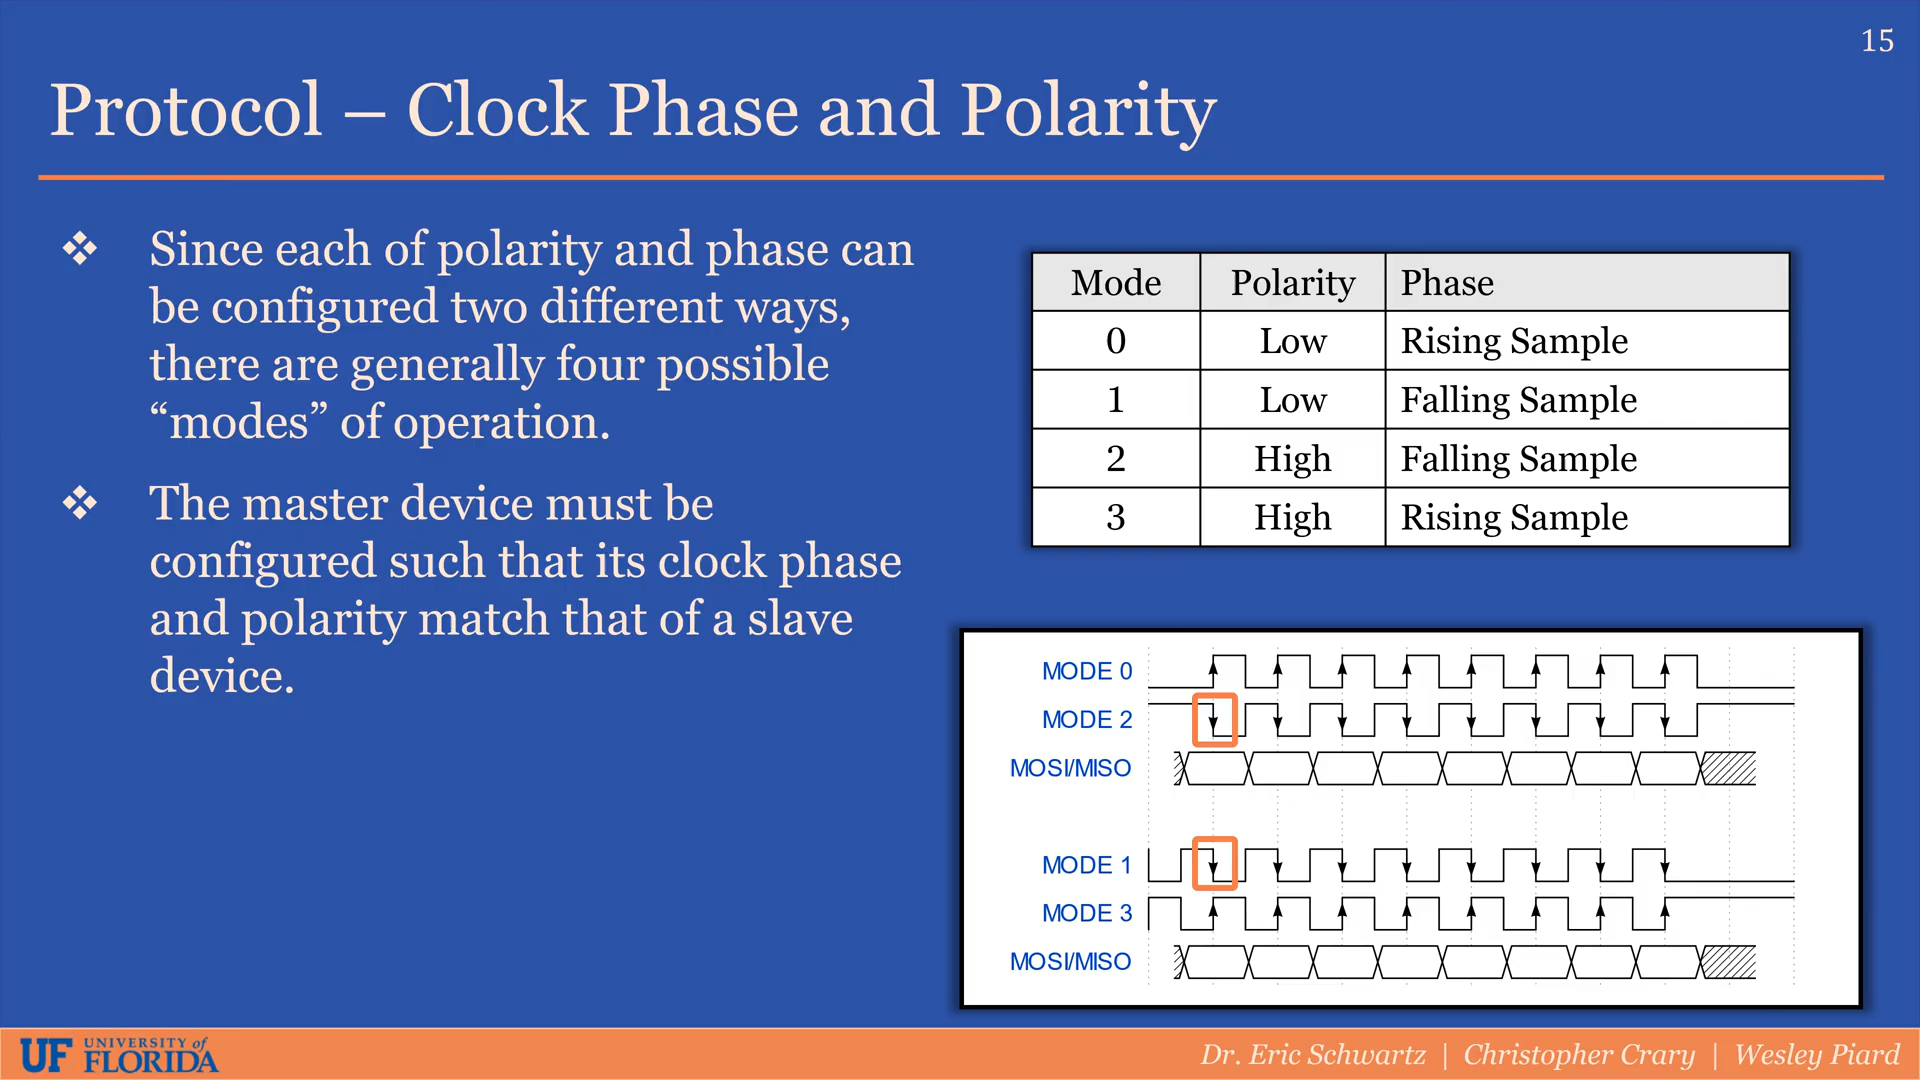 15
Protocol – Clock Phase and Polarity
❖ Since each of polarity and phase can
be configured two different ways,
there are generally four possible
“modes” of operation.
❖ The master device must be
configured such that its clock phase
and polarity match that of a slave
device.
Mode Polarity Phase
0 Low Rising Sample
1 Low Falling Sample
2 High Falling Sample
3 High Rising Sample
MODE 0
MODE 2
MOSI/MISO
MODE 1
MODE 3
MOSI/MISO
UF UNIVERSITY of
FLORIDA
Dr. Eric Schwartz | Christopher Crary | Wesley Piard